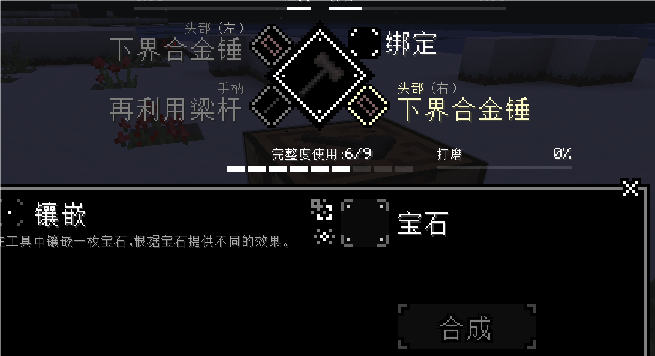 头部（左）
下界合金锤
绑定
手柄
再利用梁杆
头部（右）
下界合金锤
完整度使用:6/9
打磨
0%
镶嵌
在工具中镶嵌一枚宝石,根据宝石提供不同的效果。
宝石
合成